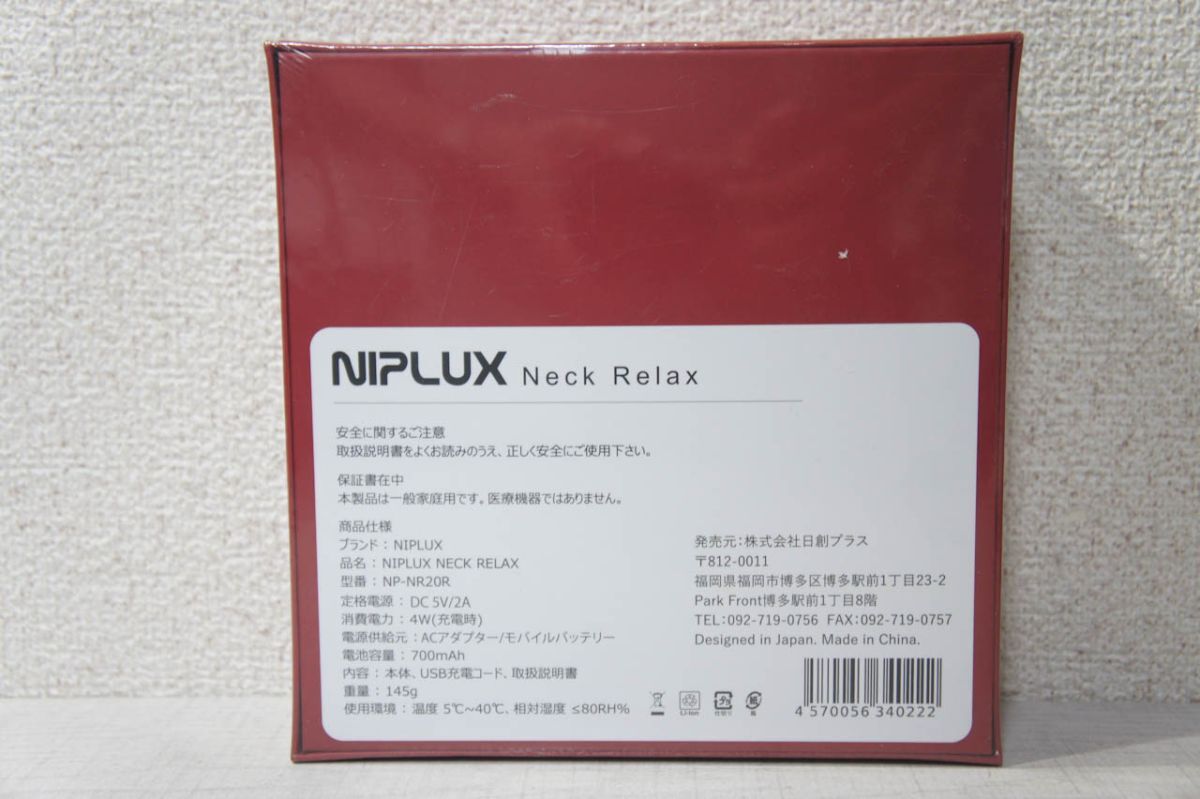 NIPLUX Neck Relax
安全に関するご注意
取扱説明書をよくお読みのうえ、正しく安全にご使用下さい。
保証書在中
本製品は一般家庭用です。医療機器ではありません。
商品仕様
ブランド：NIPLUX
品名：NIPLUX NECK RELAX
型番：NP-NR20R
定格電源：DC 5V/2A
消費電力：4W(充電時)
電源供給元：ACアダプター/モバイルバッテリー
電池容量：700mAh
内容：本体、USB充電コード、取扱説明書
重量：145g
使用環境：温度 5℃～40℃、相対湿度 ≤80RH%
発売元：株式会社日創プラス
〒812-0011
福岡県福岡市博多区博多駅前1丁目23-2
Park Front博多駅前1丁目8階
TEL：092-719-0756 FAX：092-719-0757
Designed in Japan. Made in China.
Li-ion
4 570056 340222